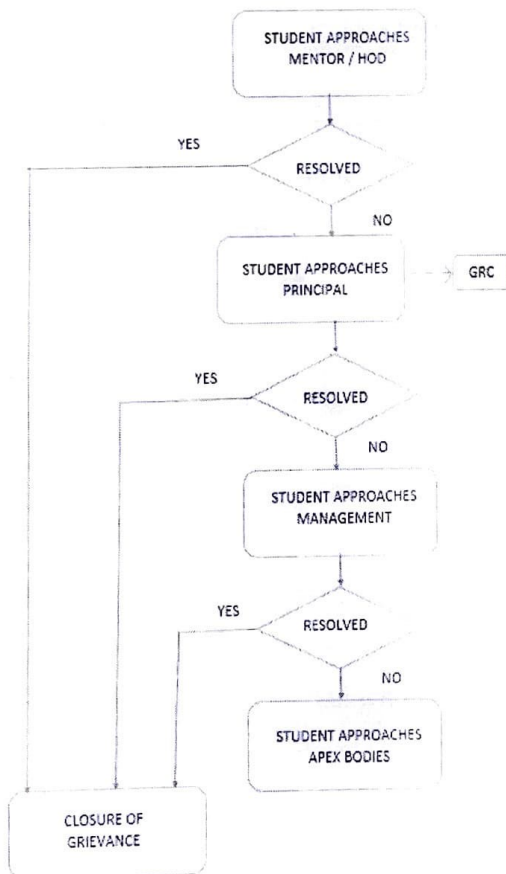 STUDENT APPROACHES
MENTOR / HOD
YES
RESOLVED
NO
STUDENT APPROACHES
PRINCIPAL
GRC
YES
RESOLVED
NO
STUDENT APPROACHES
MANAGEMENT
YES
RESOLVED
NO
STUDENT APPROACHES
APEX BODIES
CLOSURE OF
GRIEVANCE